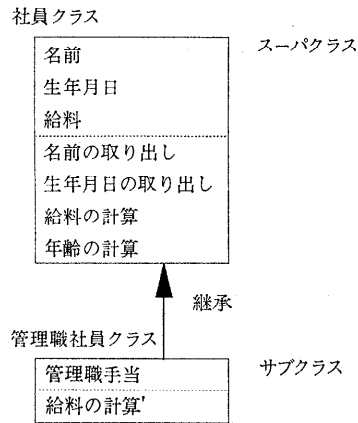 社員クラス
スーパクラス
名前
生年月日
給料
名前の取り出し
生年月日の取り出し
給料の計算
年齢の計算
継承
管理職社員クラス
サブクラス
管理職手当
給料の計算'